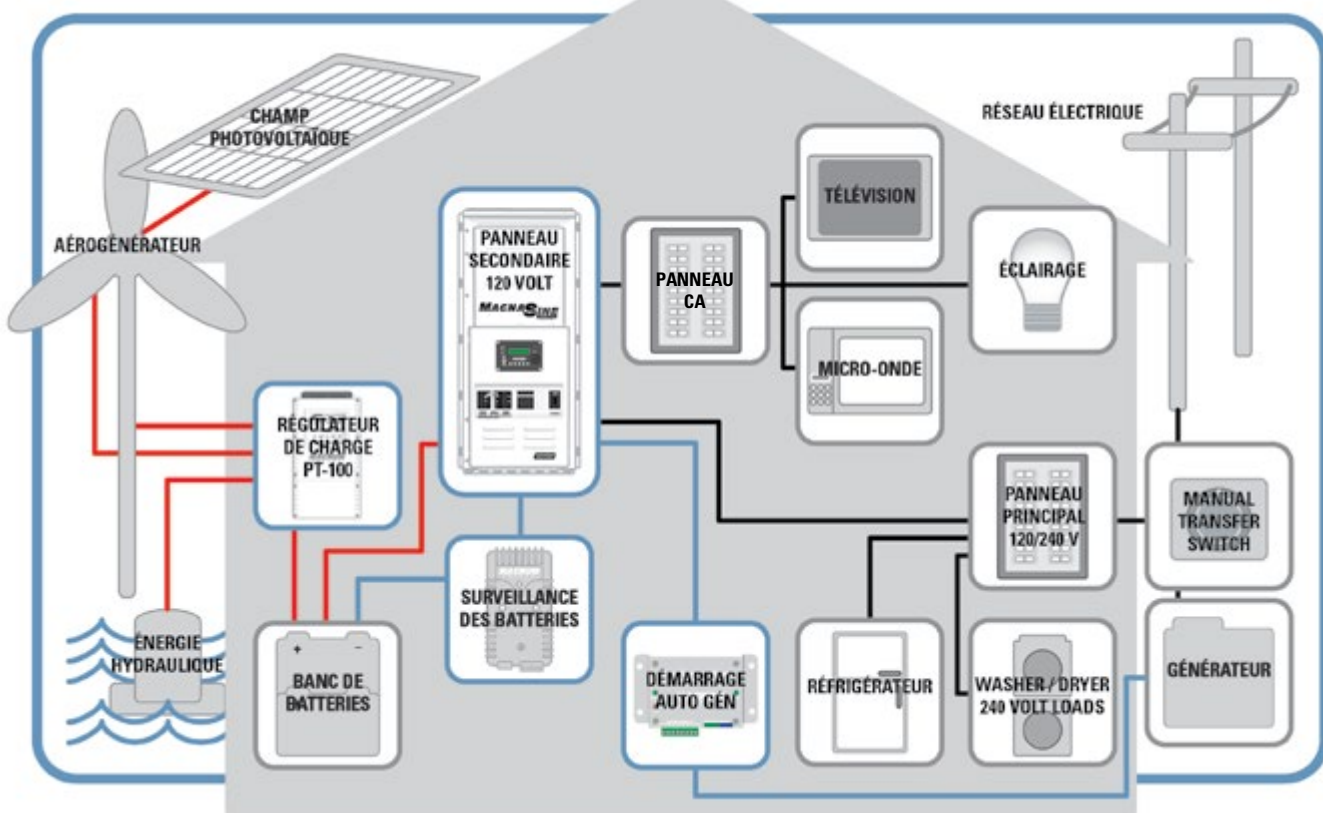 CHAMP
PHOTOVOLTAÏQUE
RÉSEAU ÉLECTRIQUE
AÉROGÉNÉRATEUR
PANNEAU
SECONDAIRE
120 VOLT
MAGNASINE
PANNEAU
CA
TÉLÉVISION
ÉCLAIRAGE
MICRO-ONDE
RÉGULATEUR
DE CHARGE
PT-100
PANNEAU
PRINCIPAL
120/240 V
MANUAL
TRANSFER
SWITCH
SURVEILLANCE
DES BATTERIES
ÉNERGIE
HYDRAULIQUE
+ –
BANC DE
BATTERIES
DÉMARRAGE
AUTO GÉN
RÉFRIGÉRATEUR
WASHER / DRYER
240 VOLT LOADS
GÉNÉRATEUR